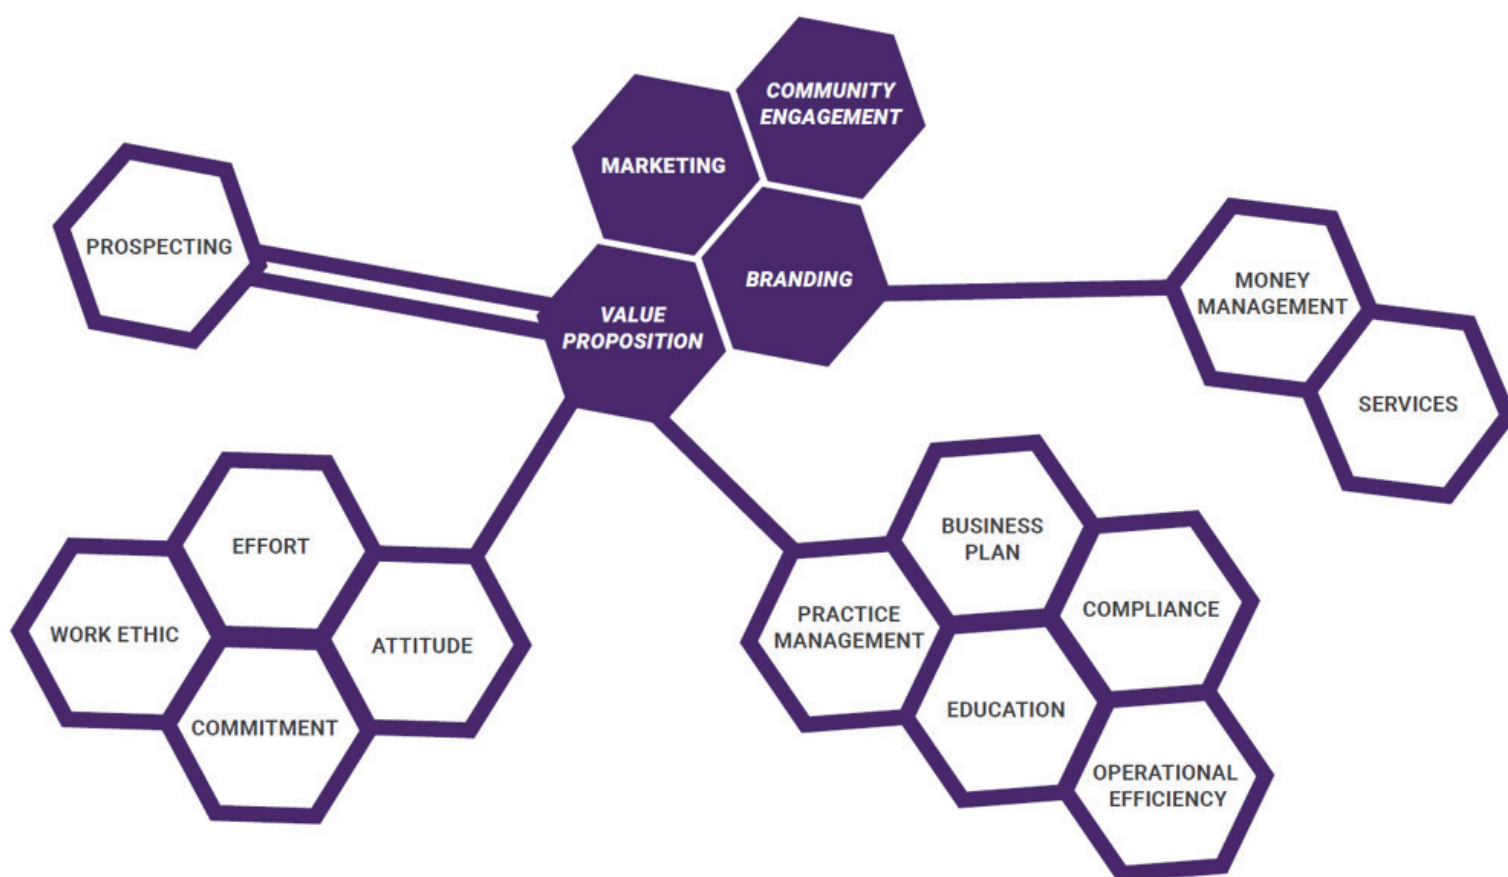 COMMUNITY
ENGAGEMENT
MARKETING
PROSPECTING
BRANDING
VALUE
PROPOSITION
MONEY
MANAGEMENT
SERVICES
EFFORT
WORK ETHIC
ATTITUDE
COMMITMENT
BUSINESS
PLAN
PRACTICE
MANAGEMENT
COMPLIANCE
EDUCATION
OPERATIONAL
EFFICIENCY